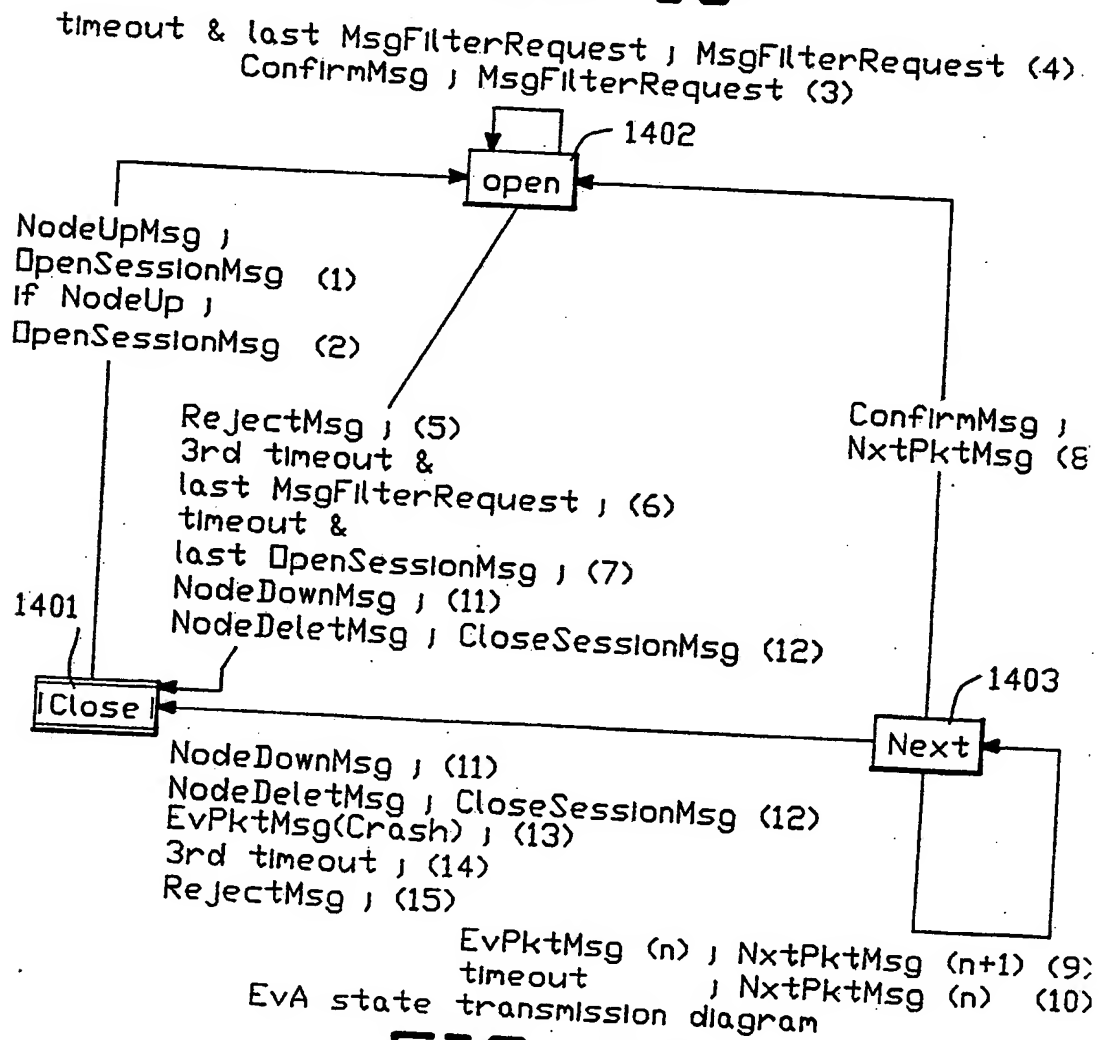 timeout & last MsgFilterRequest ; MsgFilterRequest (4)
ConfirmMsg ; MsgFilterRequest (3)
1402
open
NodeUpMsg ;
OpenSessionMsg (1)
if NodeUp ;
OpenSessionMsg (2)
RejectMsg ; (5)
3rd timeout &
last MsgFilterRequest ; (6)
timeout &
last OpenSessionMsg ; (7)
NodeDownMsg ; (11)
NodeDeletMsg ; CloseSessionMsg (12)
ConfirmMsg ;
NxtPktMsg (8
1401
Close
1403
Next
NodeDownMsg ; (11)
NodeDeletMsg ; CloseSessionMsg (12)
EvPktMsg(Crash) ; (13)
3rd timeout ; (14)
RejectMsg ; (15)
EvPktMsg (n) ; NxtPktMsg (n+1) (9)
timeout ; NxtPktMsg (n) (10)
EvA state transmission diagram